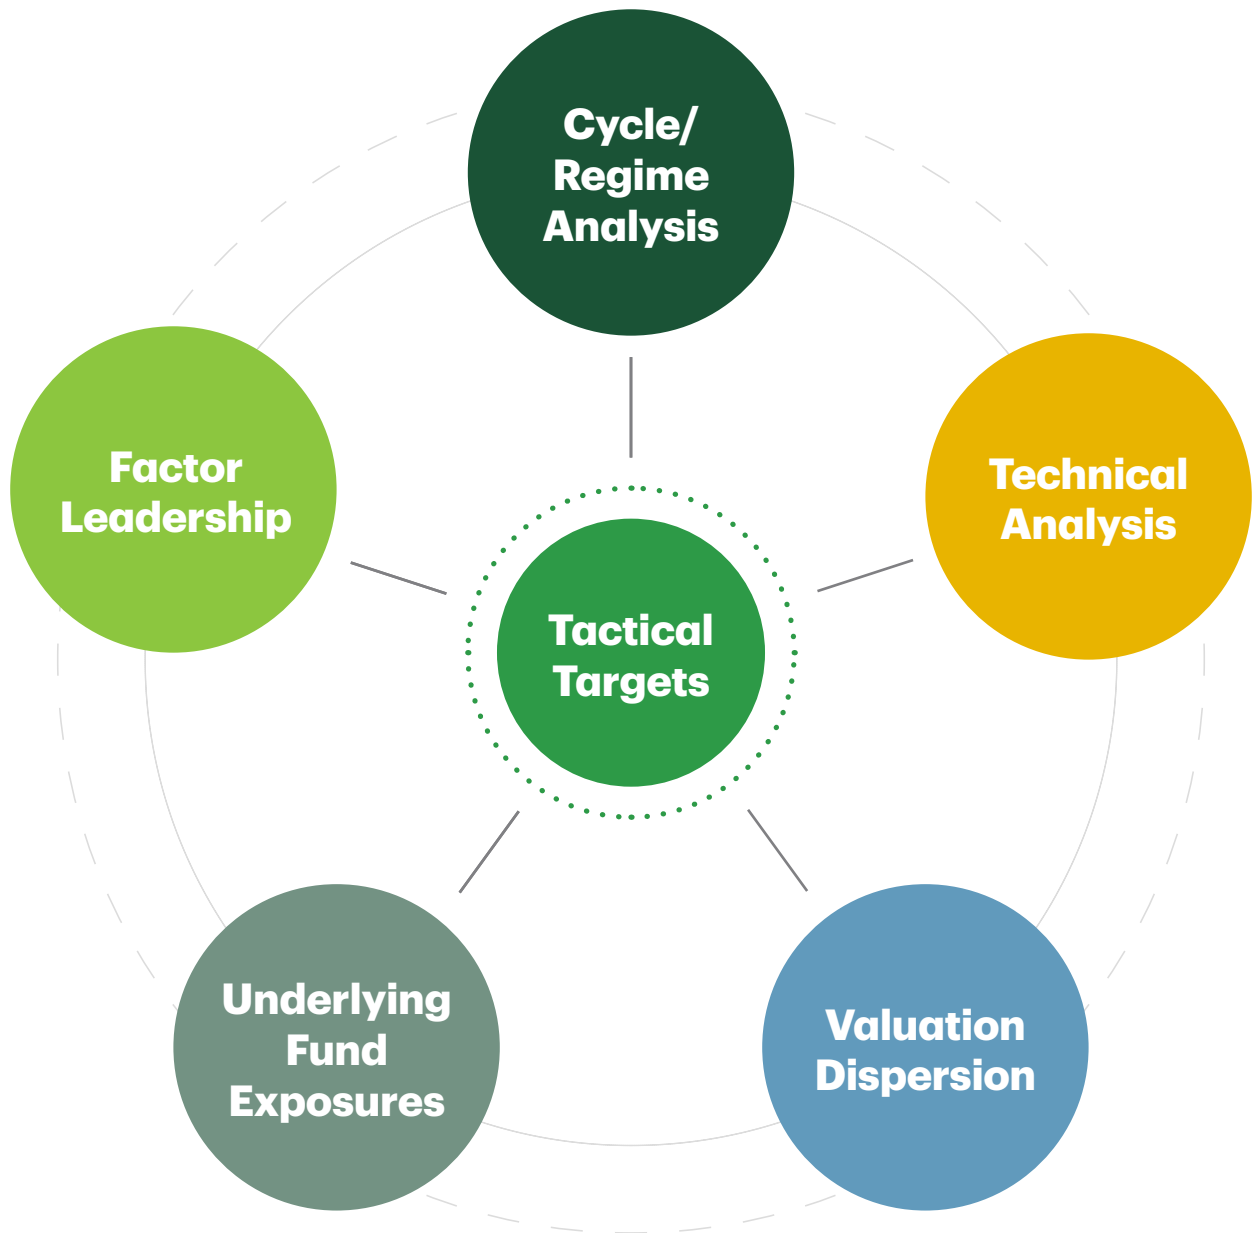 Cycle/
Regime
Analysis
Factor
Leadership
Technical
Analysis
Tactical
Targets
Underlying
Fund
Exposures
Valuation
Dispersion